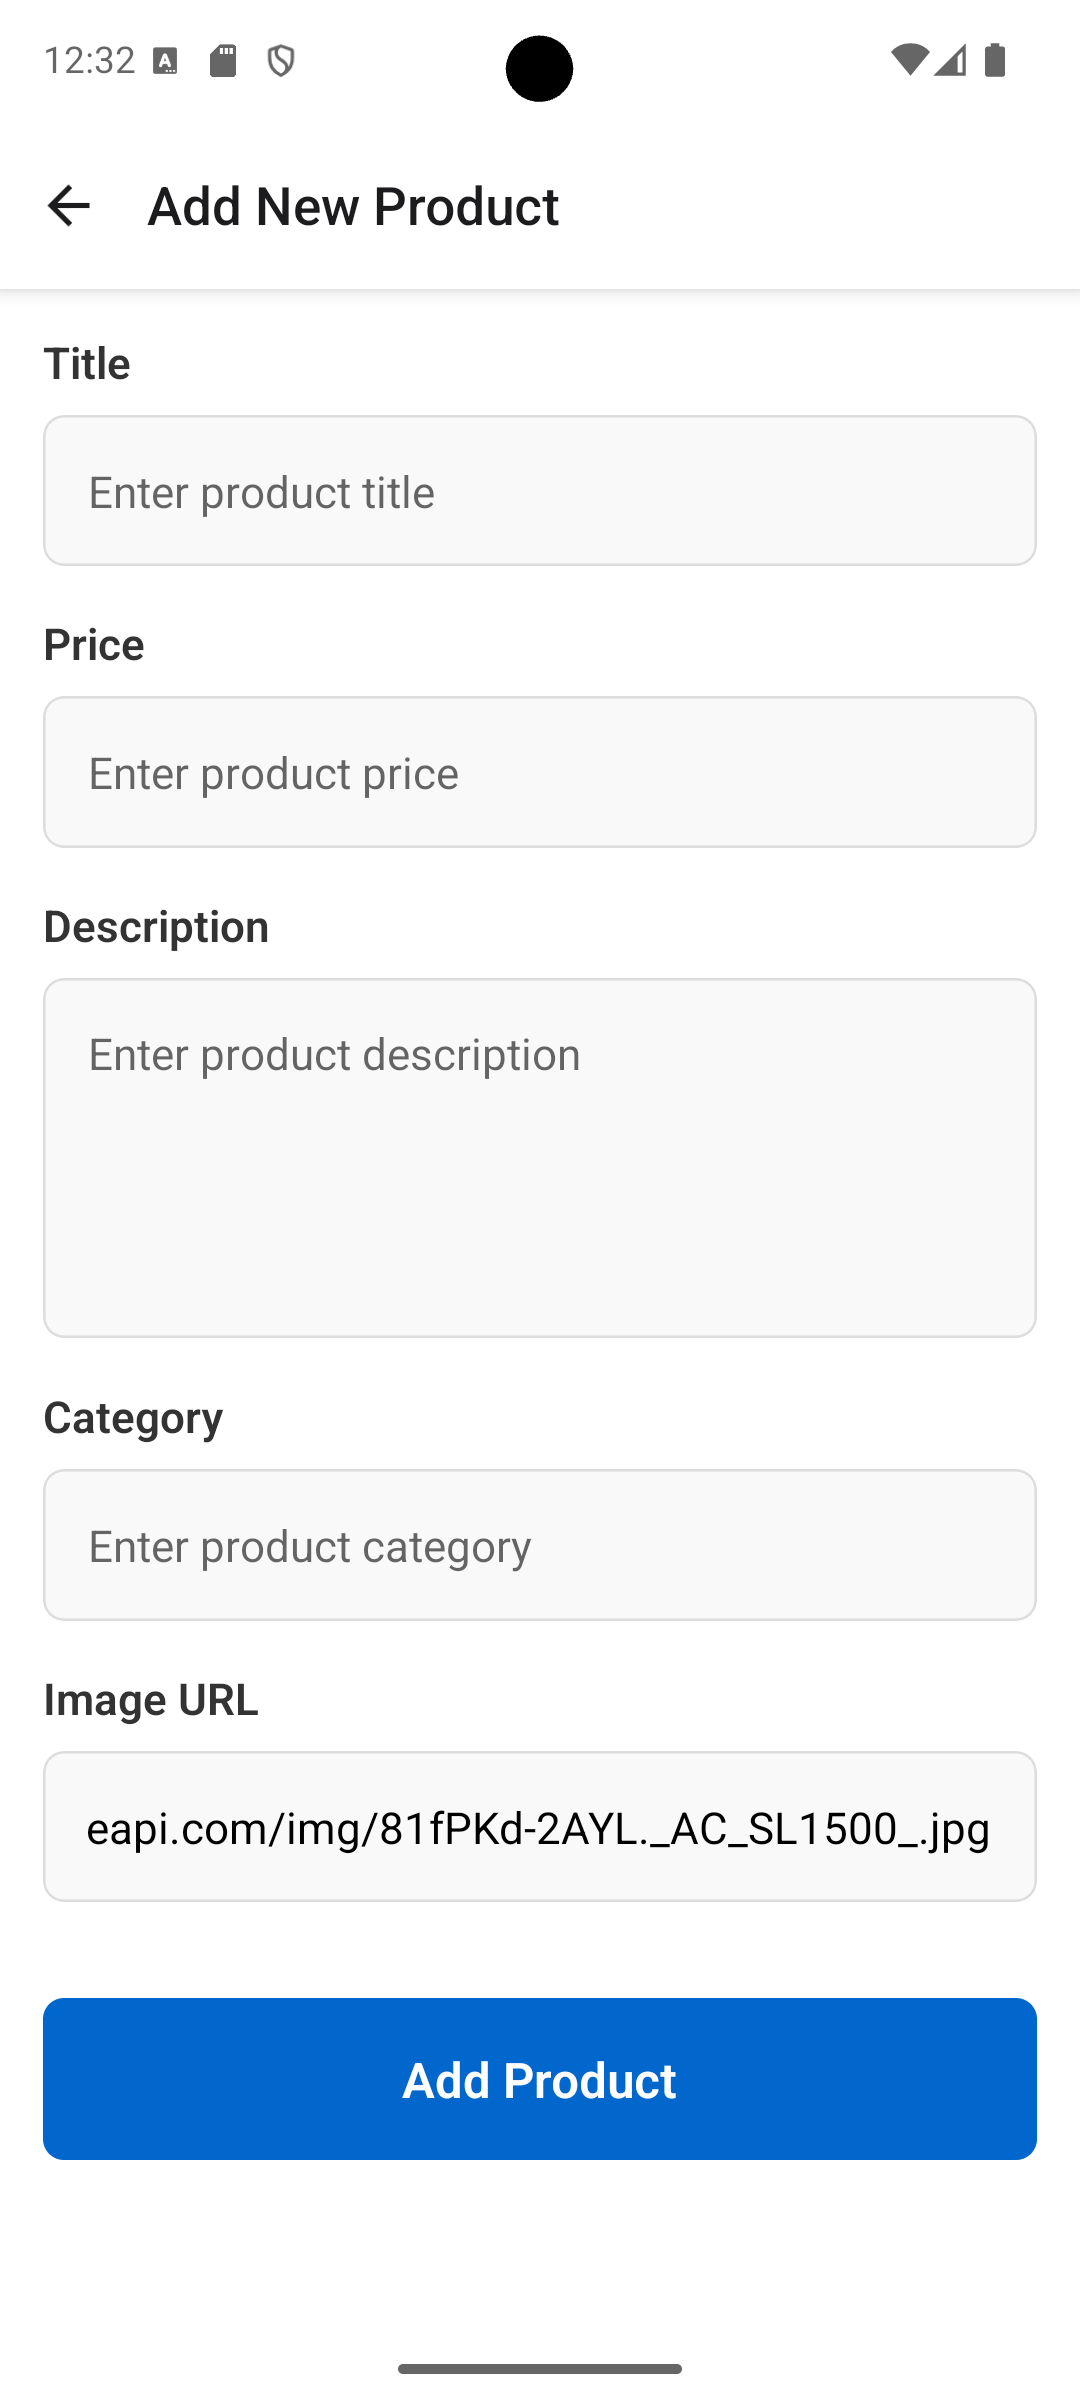 12:32
Add New Product
Title
Enter product title
Price
Enter product price
Description
Enter product description
Category
Enter product category
Image URL
eapi.com/img/81fPKd-2AYL._AC_SL1500_.jpg
Add Product